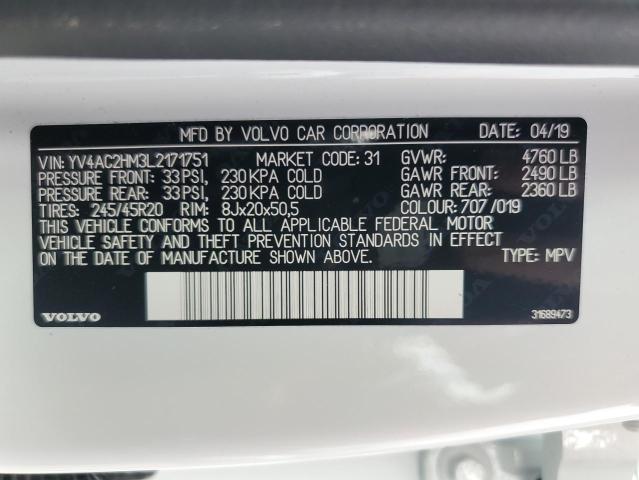 MFD BY VOLVO CAR CORPORATION DATE: 04/19
VIN: YV4AC2HM3L2171751 MARKET CODE: 31 GVWR: 4760 LB
PRESSURE FRONT: 33 PSI, 230 KPA COLD GAWR FRONT: 2490 LB
PRESSURE REAR: 33 PSI, 230 KPA COLD GAWR REAR: 2360 LB
TIRES: 245/45R20 RIM: 8Jx20x50,5 COLOUR: 707 /019
THIS VEHICLE CONFORMS TO ALL APPLICABLE FEDERAL MOTOR
VEHICLE SAFETY AND THEFT PREVENTION STANDARDS IN EFFECT
ON THE DATE OF MANUFACTURE SHOWN ABOVE. TYPE: MPV
VOLVO 31689473